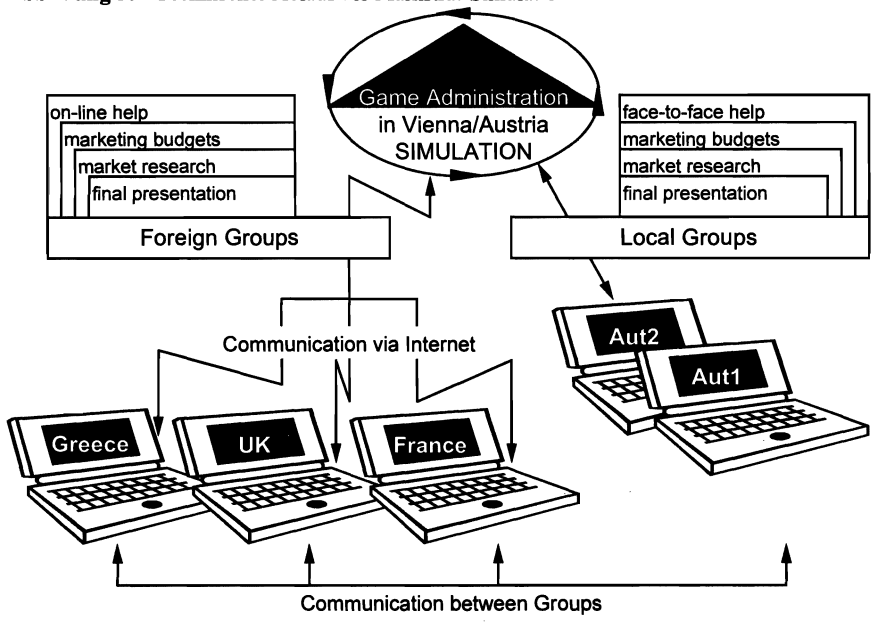 Game Administration
in Vienna/Austria
SIMULATION
on-line help
marketing budgets
market research
final presentation
Foreign Groups
face-to-face help
marketing budgets
market research
final presentation
Local Groups
Communication via Internet
Aut2
Aut1
Greece
UK
France
Communication between Groups